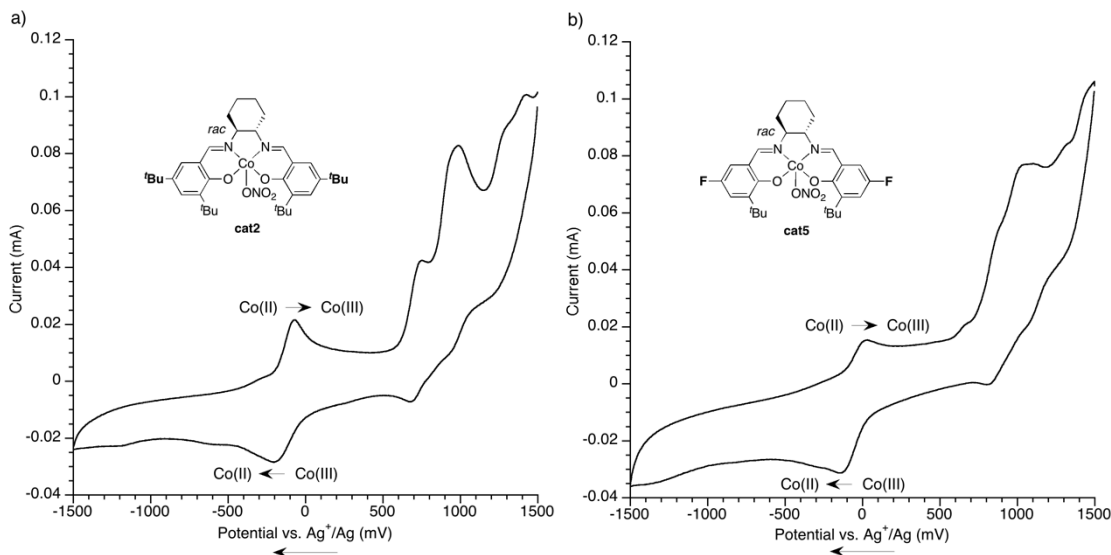 a)
0.12
0.1
0.08
0.06
0.04
0.02
0
-0.02
-0.04
Current (mA)
rac
N
N
Co
O
O
ONO2
tBu
tBu
tBu
tBu
cat2
Co(II) → Co(III)
Co(II) ← Co(III)
-1500 -1000 -500 0 500 1000 1500
Potential vs. Ag+/Ag (mV)
b)
0.12
0.1
0.08
0.06
0.04
0.02
0
-0.02
-0.04
Current (mA)
rac
N
N
Co
O
O
ONO2
F
F
tBu
tBu
cat5
Co(II) → Co(III)
Co(II) ← Co(III)
-1500 -1000 -500 0 500 1000 1500
Potential vs. Ag+/Ag (mV)